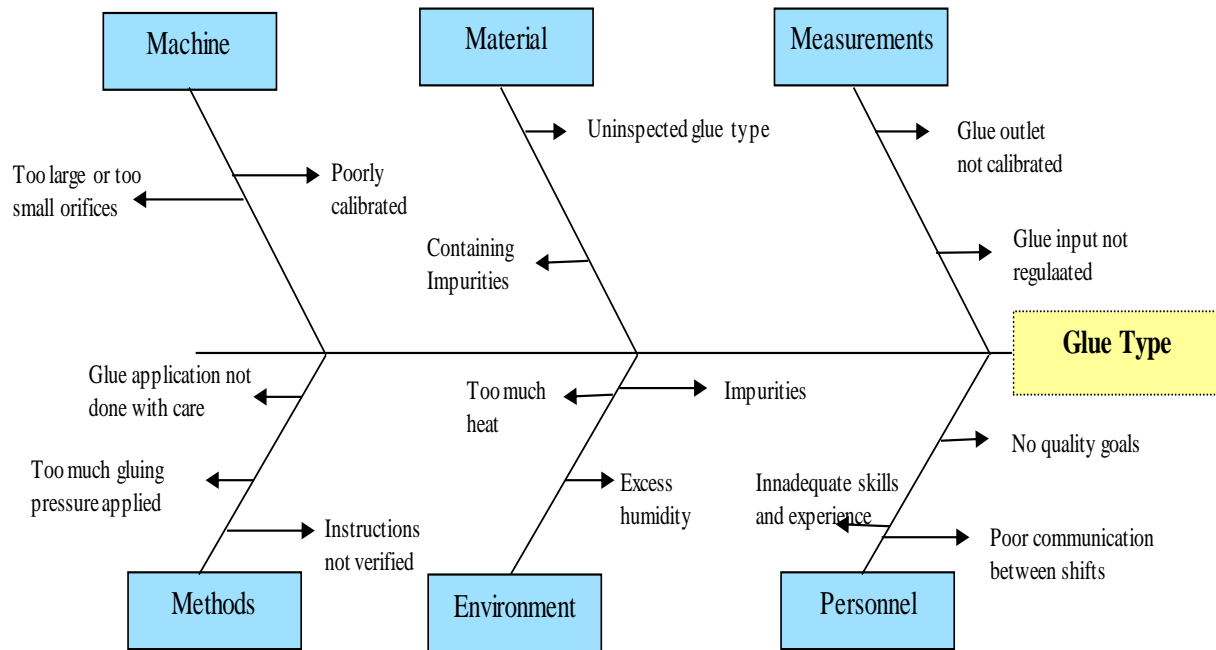 Machine
Material
Measurements
Uninspected glue type
Glue outlet
not calibrated
Too large or too
small orifices
Poorly
calibrated
Containing
Impurities
Glue input not
regulaated
Glue Type
Glue application not
done with care
Too much
heat
Impurities
No quality goals
Too much gluing
pressure applied
Excess
humidity
Innadequate skills
and experience
Instructions
not verified
Poor communication
between shifts
Methods
Environment
Personnel